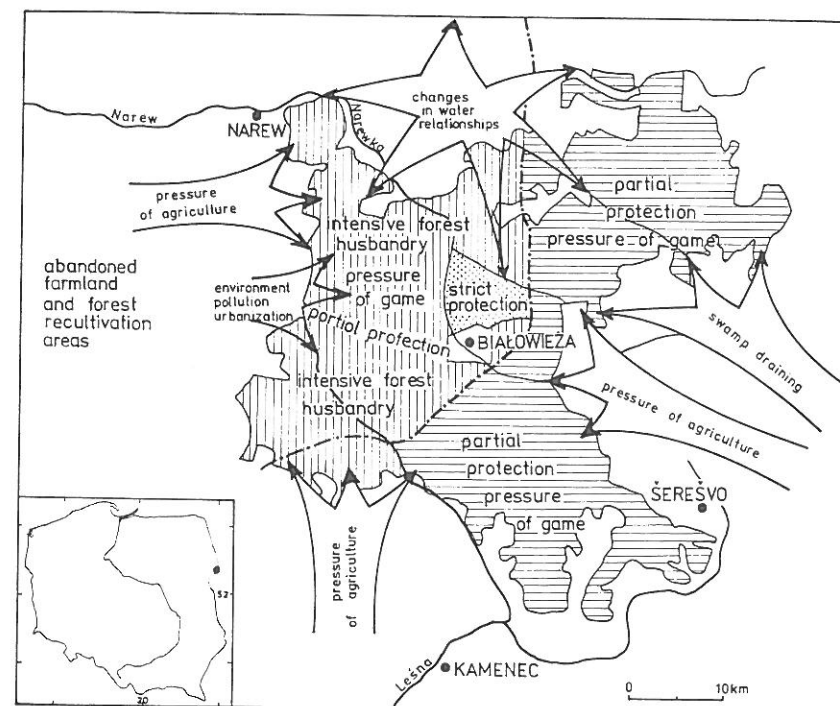 changes
in water
relationships
Narew
NAREW
Narewka
pressure
of agriculture
partial
protection
pressure of game
intensive forest
husbandry
pressure
of game
abandoned
farmland
and forest
recultivation
areas
environment
pollution
urbanization
strict
protection
partial protection
BIAŁOWIEŻA
swamp draining
intensive forest
husbandry
pressure of agriculture
partial
protection
pressure
of game
ŠEREŠVO
pressure
of agriculture
52
20
Leśna
KAMENEC
0 10km